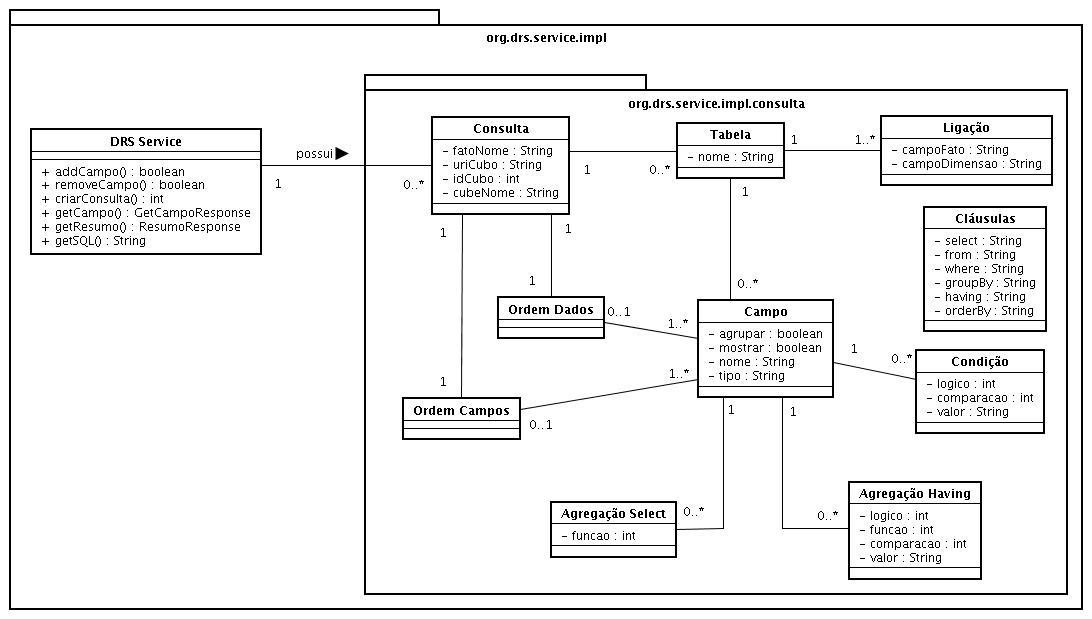 org.drs.service.impl
org.drs.service.impl.consulta
DRS Service
+ addCampo() : boolean
+ removeCampo() : boolean
+ criarConsulta() : int
+ getCampo() : GetCampoResponse
+ getResumo() : ResumoResponse
+ getSQL() : String
possui
1
0..*
Consulta
- fatoNome : String
- uriCubo : String
- idCubo : int
- cubeNome : String
1
0..*
Tabela
- nome : String
1
1..*
Ligação
- campoFato : String
- campoDimensao : String
Cláusulas
- select : String
- from : String
- where : String
- groupBy : String
- having : String
- orderBy : String
1
1
1
0..*
1
Ordem Dados
0..1
1..*
Campo
- agrupar : boolean
- mostrar : boolean
- nome : String
- tipo : String
1
0..*
Condição
- logico : int
- comparacao : int
- valor : String
1
Ordem Campos
0..1
1..*
1
1
Agregação Select
- funcao : int
0..*
0..*
Agregação Having
- logico : int
- funcao : int
- comparacao : int
- valor : String